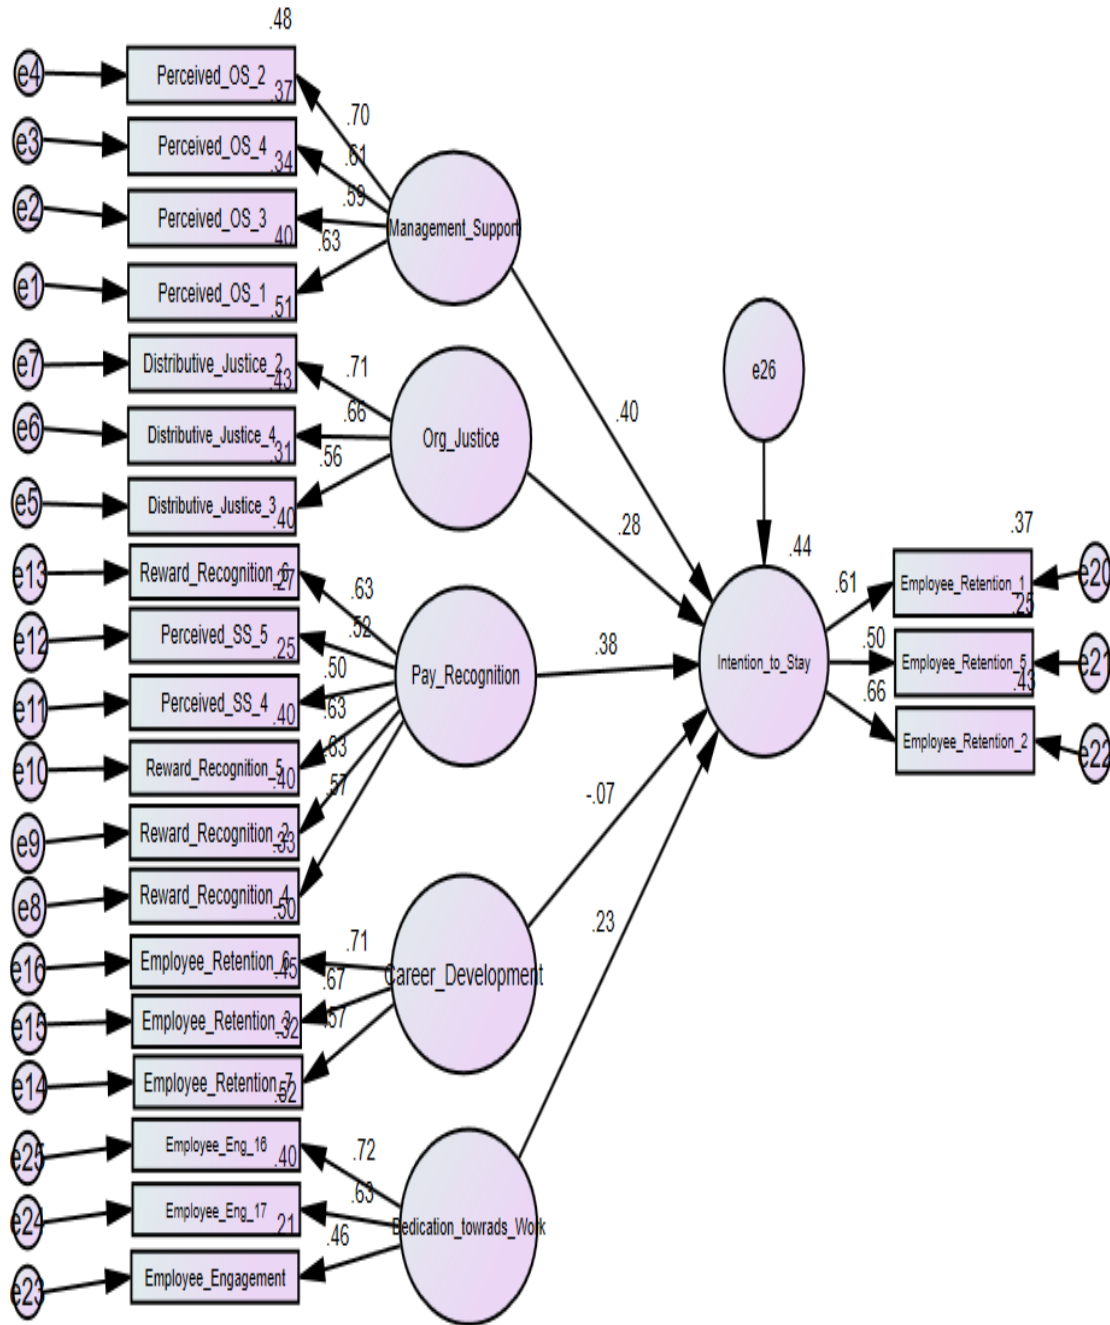 .48
e4
Perceived_OS_2
.37
.70
e3
Perceived_OS_4
.34
.61
e2
Perceived_OS_3
.40
.59
Management_Support
e1
Perceived_OS_1
.51
.63
e7
Distributive_Justice_2
.43
.71
e6
Distributive_Justice_4
.31
.66
Org_Justice
e5
Distributive_Justice_3
.40
.56
e13
Reward_Recognition_6
.27
.63
e12
Perceived_SS_5
.25
.52
e11
Perceived_SS_4
.40
.50
Pay_Recognition
e10
Reward_Recognition_5
.40
.63
e9
Reward_Recognition_2
.33
.63
e8
Reward_Recognition_4
.50
.57
e16
Employee_Retention_6
.45
.71
Career_Development
e15
Employee_Retention_3
.32
.67
e14
Employee_Retention_7
.52
.57
e25
Employee_Eng_16
.40
.72
e24
Employee_Eng_17
.21
.63
Dedication_towrads_Work
e23
Employee_Engagement
.46
.40
.28
.38
-.07
.23
e26
.44
Intention_to_Stay
.37
.61
Employee_Retention_1
e20
.25
.50
Employee_Retention_5
e21
.43
.66
Employee_Retention_2
e22